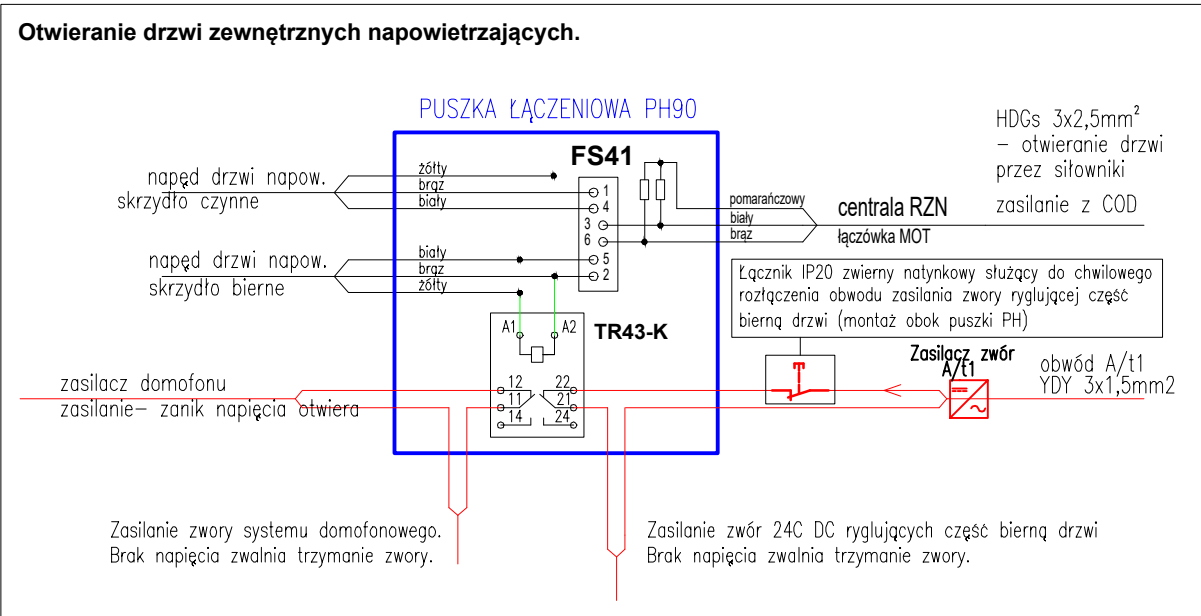 Otwieranie drzwi zewnętrznych napowietrzających.
PUSZKA ŁĄCZENIOWA PH90
HDGs 3x2,5mm²
– otwieranie drzwi
przez siłowniki
zasilanie z COD
FS41
napęd drzwi napow.
skrzydło czynne
żółty
brąz
biały
1
4
3
6
5
2
pomarańczowy
biały
brąz
centrala RZN
łączówka MOT
napęd drzwi napow.
skrzydło bierne
biały
brąz
żółty
Łącznik IP20 zwierny natynkowy służący do chwilowego
rozłączenia obwodu zasilania zwory ryglującej część
bierną drzwi (montaż obok puszki PH)
A1
A2
TR43-K
Zasilacz zwór
A/t1
obwód A/t1
YDY 3x1,5mm2
zasilacz domofonu
zasilanie– zanik napięcia otwiera
12
11
14
22
21
24
Zasilanie zwory systemu domofonowego.
Brak napięcia zwalnia trzymanie zwory.
Zasilanie zwór 24C DC ryglujących część bierną drzwi
Brak napięcia zwalnia trzymanie zwory.